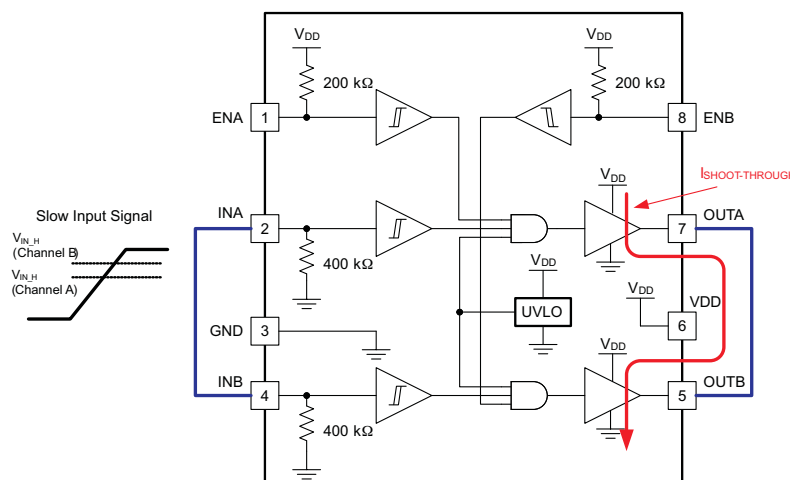 VDD
VDD
200 kΩ
200 kΩ
ENA
1
8
ENB
ISHOOT-THROUGH
VDD
Slow Input Signal
INA
2
7
OUTA
VIN_H
(Channel B)
VIN_H
(Channel A)
400 kΩ
VDD
VDD
VDD
GND
3
UVLO
6
VDD
INB
4
5
OUTB
400 kΩ